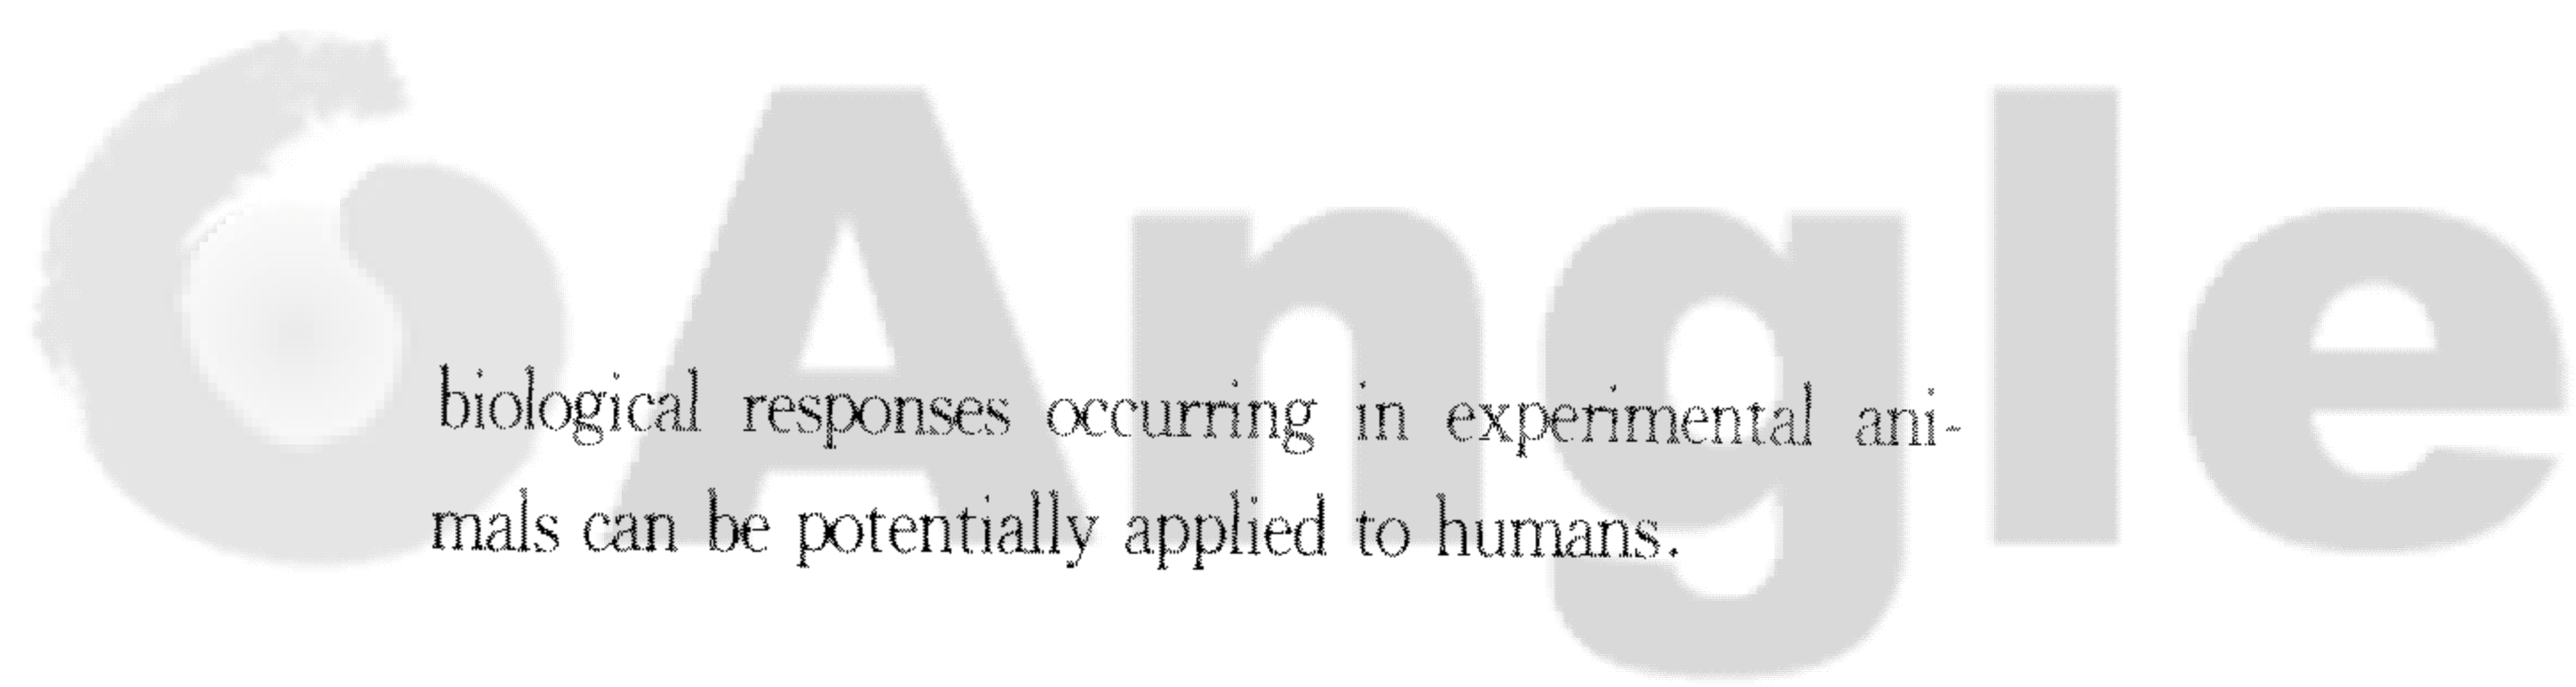 Angle
biological responses occurring in experimental ani-
mals can be potentially applied to humans.